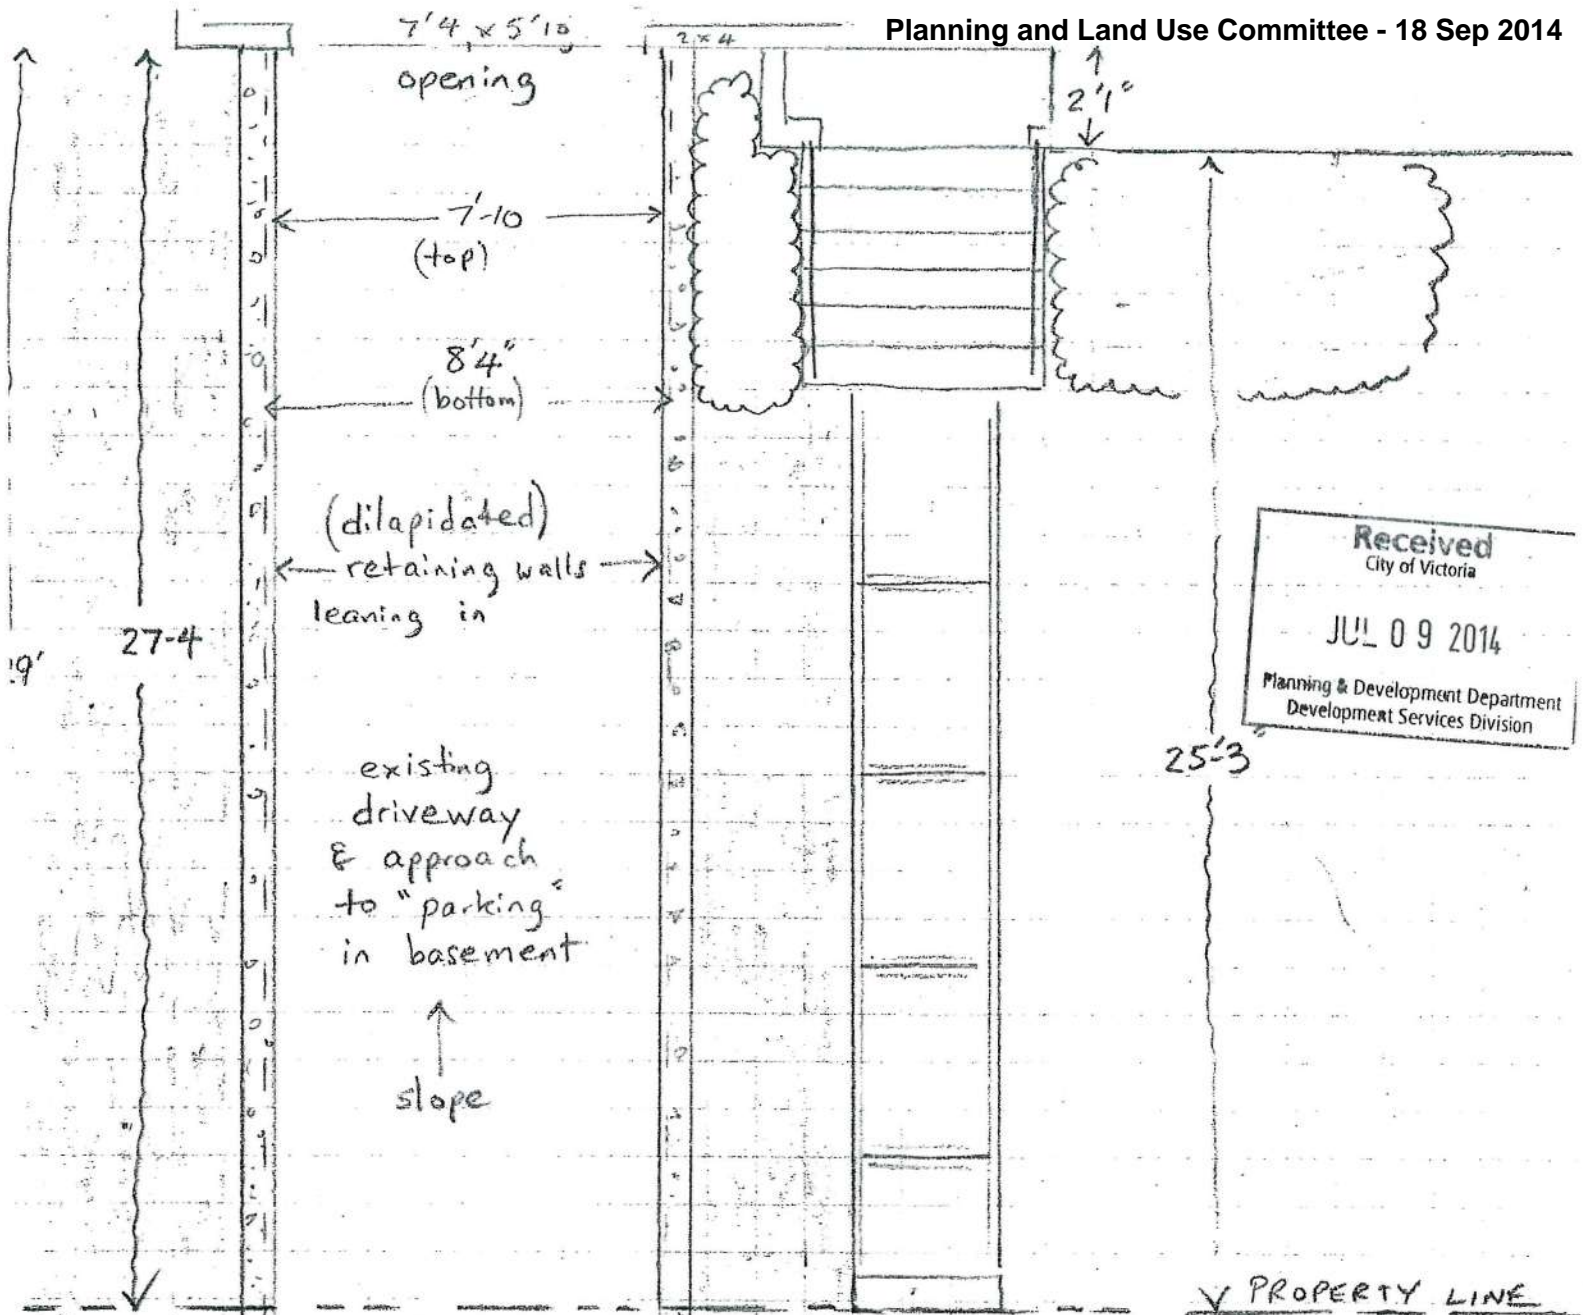 Planning and Land Use Committee - 18 Sep 2014
7'4 x 5'10
opening
2x4
2'1"
7'-10
(top)
8'4"
(bottom)
(dilapidated)
retaining walls
leaning in
27-4
9'
existing
driveway
& approach
to "parking"
in basement
slope
25'-3"
Received
City of Victoria
JUL 09 2014
Planning & Development Department
Development Services Division
PROPERTY LINE